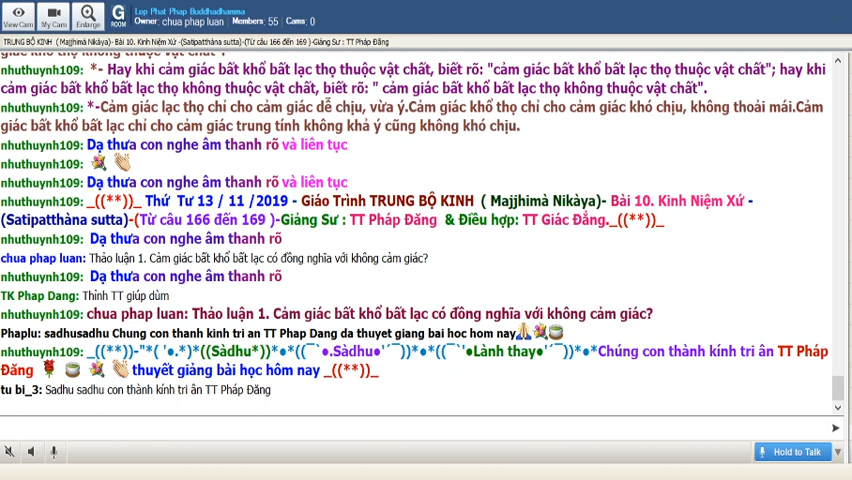 View Cam
My Cam
Enlarge
G
ROOM
Lop Phat Phap Buddhadhamma
Owner: chua phap luan | Members: 55 | Cams: 0
TRUNG BỘ KINH ( Majjhimà Nikàya)- Bài 10. Kinh Niệm Xứ -(Satipatthàna sutta)-(Từ câu 166 đến 169 )-Giảng Sư : TT Pháp Đăng
nhuthuynh109: *- Hay khi cảm giác bất khổ bất lạc thọ thuộc vật chất, biết rõ: "cảm giác bất khổ bất lạc thọ thuộc vật chất"; hay khi
cảm giác bất khổ bất lạc thọ không thuộc vật chất, biết rõ: " cảm giác bất khổ bất lạc thọ không thuộc vật chất".
nhuthuynh109: *-Cảm giác lạc thọ chỉ cho cảm giác dễ chịu, vừa ý.Cảm giác khổ thọ chỉ cho cảm giác khó chịu, không thoải mái.Cảm
giác bất khổ bất lạc chỉ cho cảm giác trung tính không khả ý cũng không khó chịu.
nhuthuynh109: Dạ thưa con nghe âm thanh rõ và liên tục
nhuthuynh109:
nhuthuynh109: Dạ thưa con nghe âm thanh rõ và liên tục
nhuthuynh109: _((**))_ Thứ Tư 13 / 11 /2019 - Giáo Trình TRUNG BỘ KINH ( Majjhimà Nikàya)- Bài 10. Kinh Niệm Xứ -
(Satipatthàna sutta)-(Từ câu 166 đến 169 )-Giảng Sư : TT Pháp Đăng & Điều hợp: TT Giác Đẳng._((**))_
nhuthuynh109: Dạ thưa con nghe âm thanh rõ
chua phap luan: Thảo luận 1. Cảm giác bất khổ bất lạc có đồng nghĩa với không cảm giác?
nhuthuynh109: Dạ thưa con nghe âm thanh rõ
TK Phap Dang: Thỉnh TT giúp dùm
nhuthuynh109: chua phap luan: Thảo luận 1. Cảm giác bất khổ bất lạc có đồng nghĩa với không cảm giác?
Phaplu: sadhusadhu Chung con thanh kinh tri an TT Phap Dang da thuyet giang bai hoc hom nay
nhuthuynh109: _((**))-"*( '●.*)*((Sàdhu*))*●*((¯`●.Sàdhu●'´¯))*●*((¯`'●Lành thay●'´¯))*●*Chúng con thành kính tri ân TT Pháp
Đăng thuyết giảng bài học hôm nay _((**))_
tu bi_3: Sadhu sadhu con thành kính tri ân TT Pháp Đăng
Hold to Talk